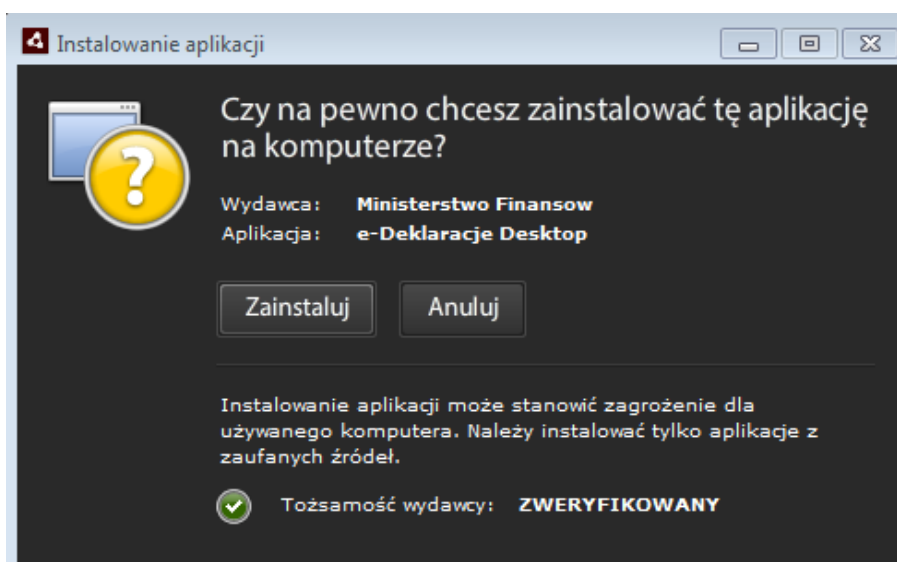 Instalowanie aplikacji
Czy na pewno chcesz zainstalować tę aplikację
na komputerze?
Wydawca: Ministerstwo Finansow
Aplikacja: e-Deklaracje Desktop
Zainstaluj Anuluj
Instalowanie aplikacji może stanowić zagrożenie dla
używanego komputera. Należy instalować tylko aplikacje z
zaufanych źródeł.
Tożsamość wydawcy: ZWERYFIKOWANY